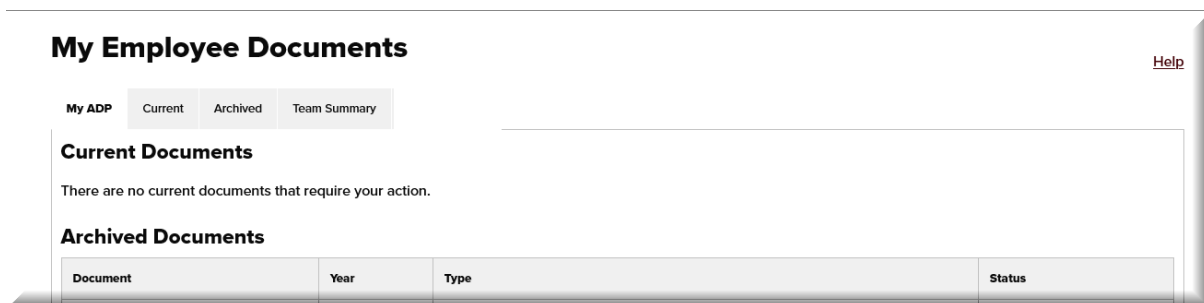 My Employee Documents
Help
My ADP Current Archived Team Summary
Current Documents
There are no current documents that require your action.
Archived Documents
Document Year Type Status